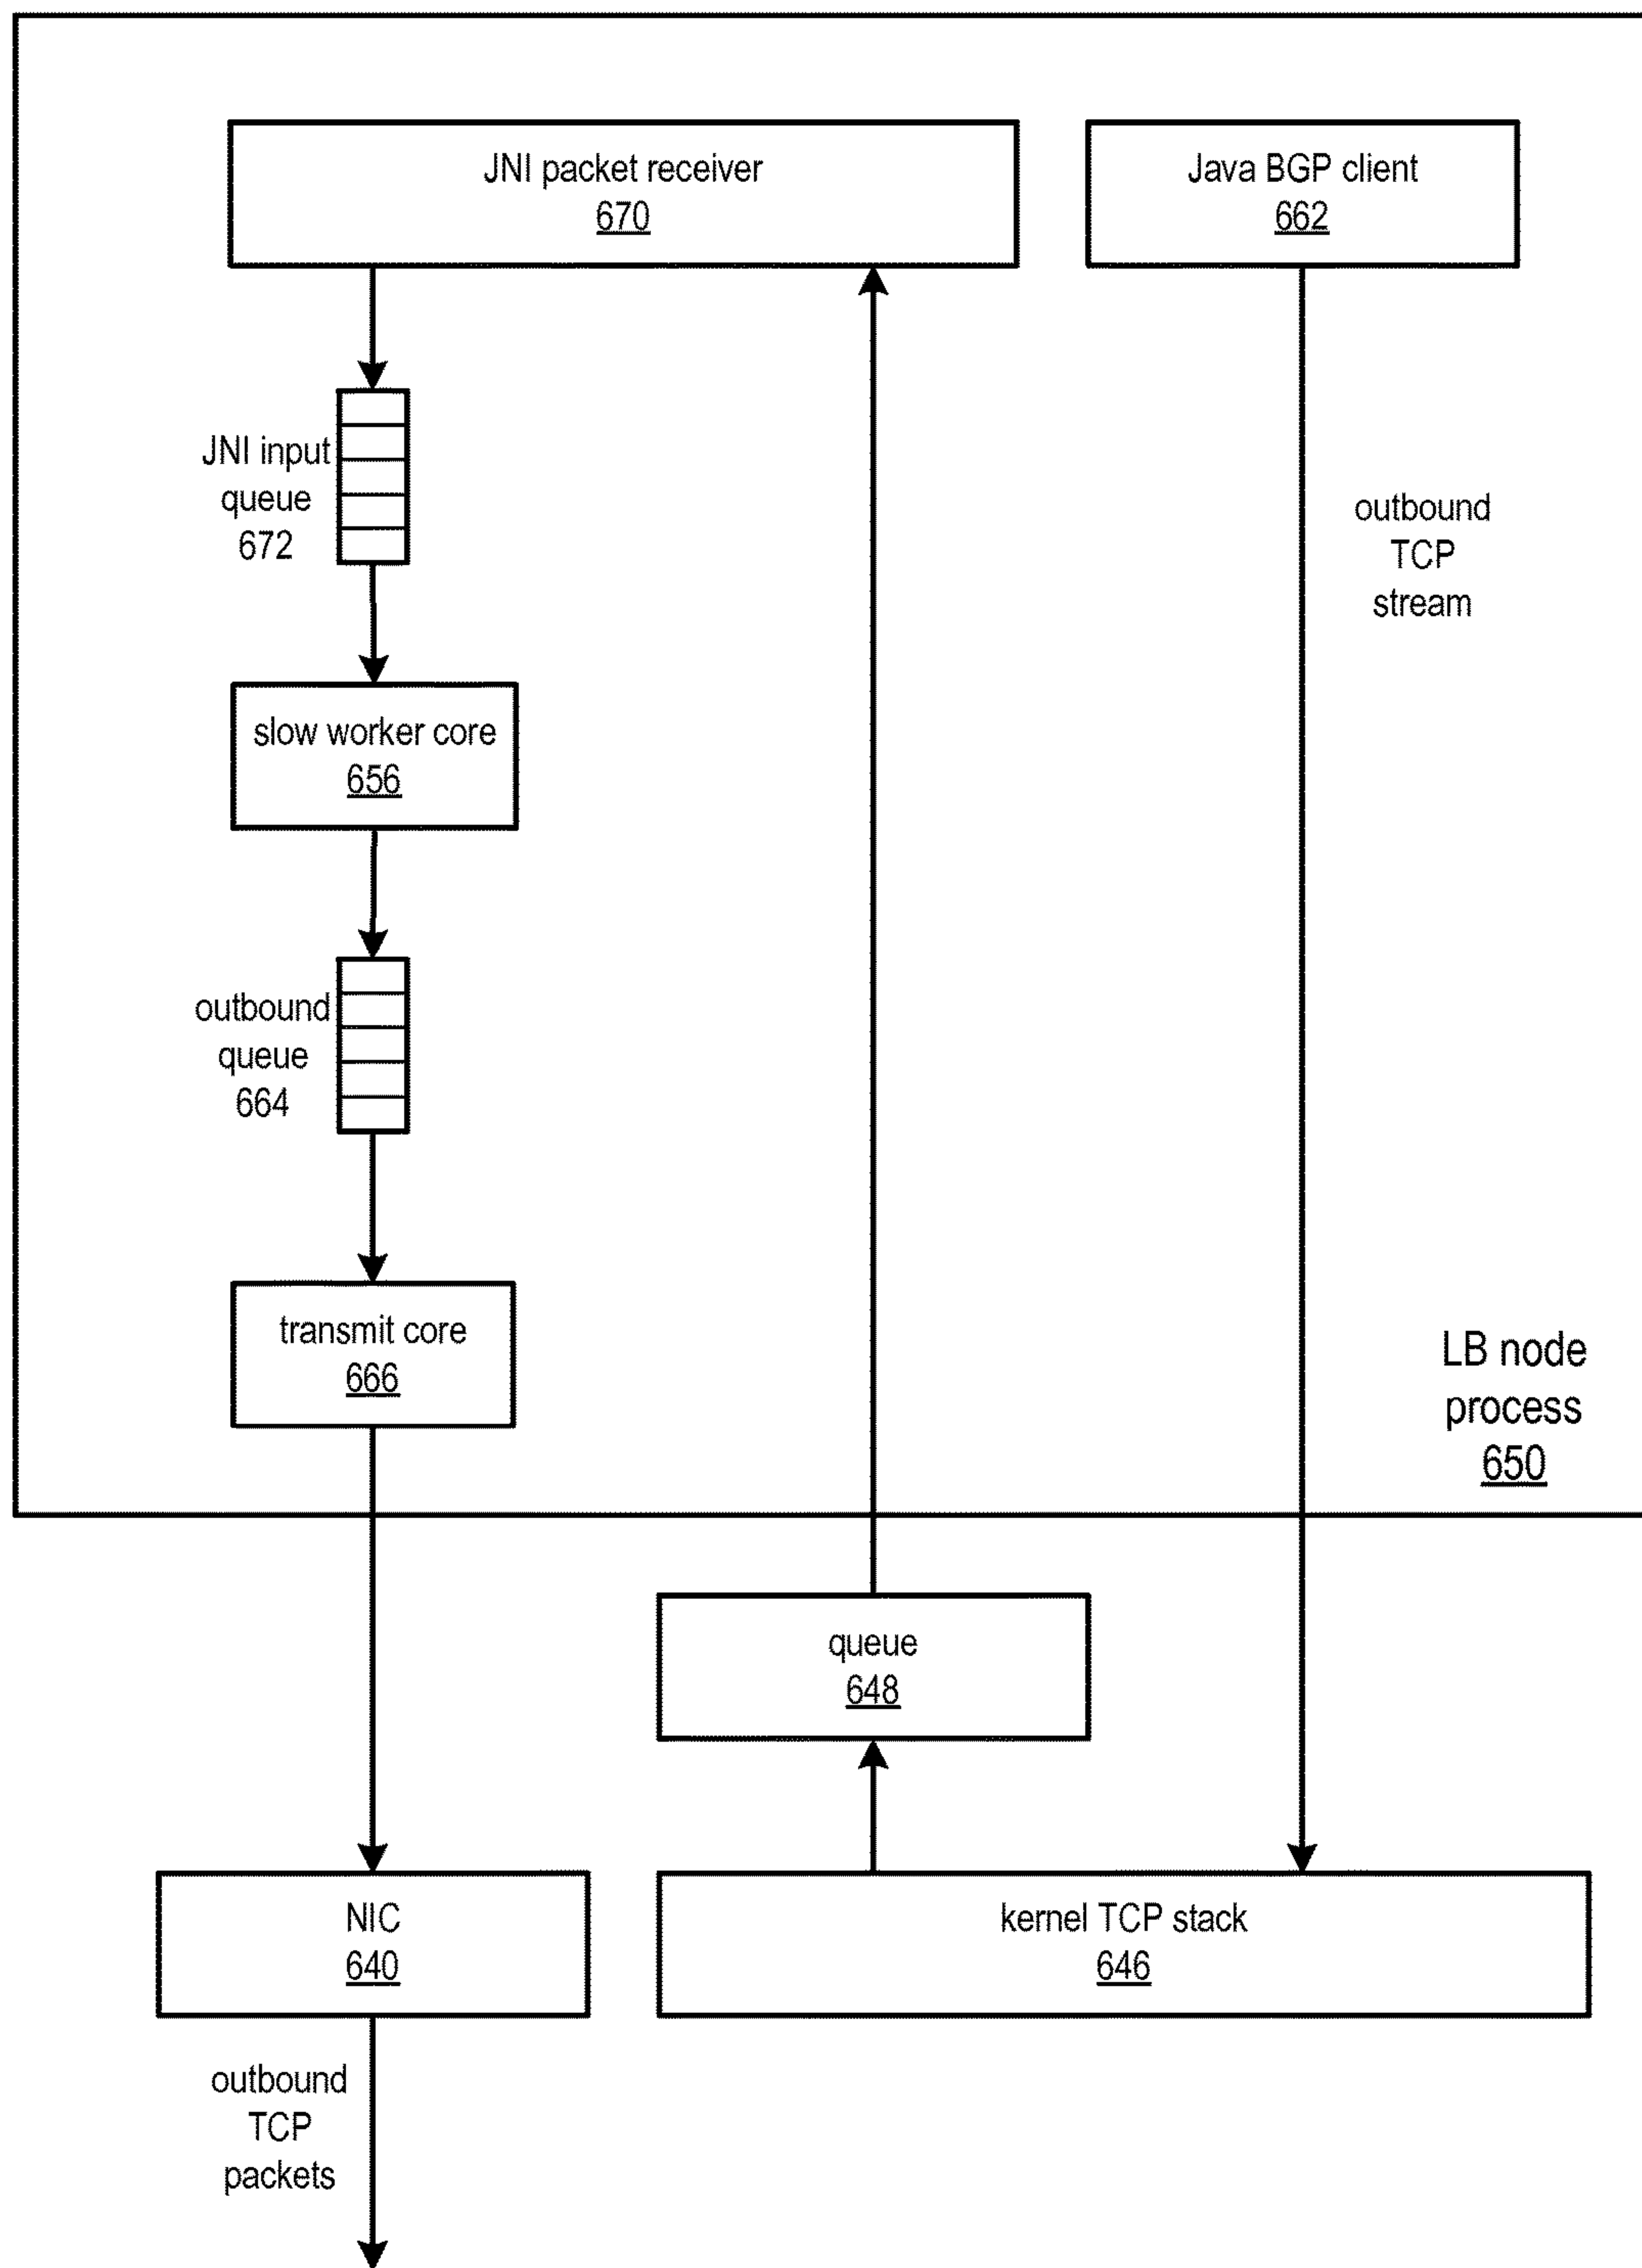 JNI packet receiver
670
Java BGP client
662
JNI input
queue
672
outbound
TCP
stream
slow worker core
656
outbound
queue
664
transmit core
666
LB node
process
650
queue
648
NIC
640
kernel TCP stack
646
outbound
TCP
packets